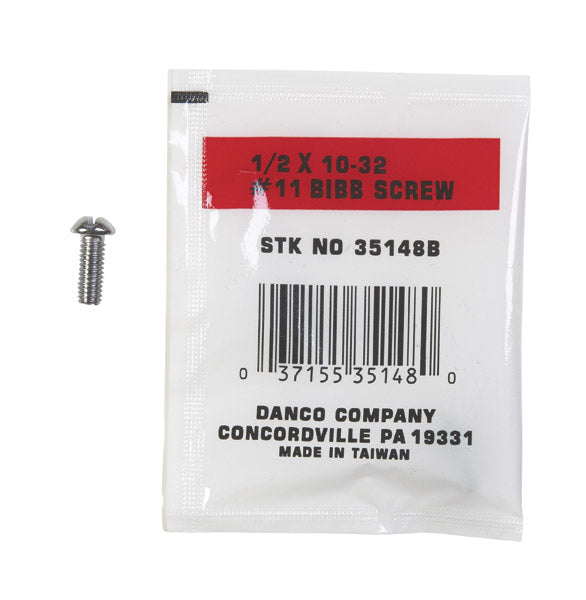 1/2 X 10-32
#11 BIBB SCREW
STK NO 35148B
0 37155 35148 0
DANCO COMPANY
CONCORDVILLE PA 19331
MADE IN TAIWAN